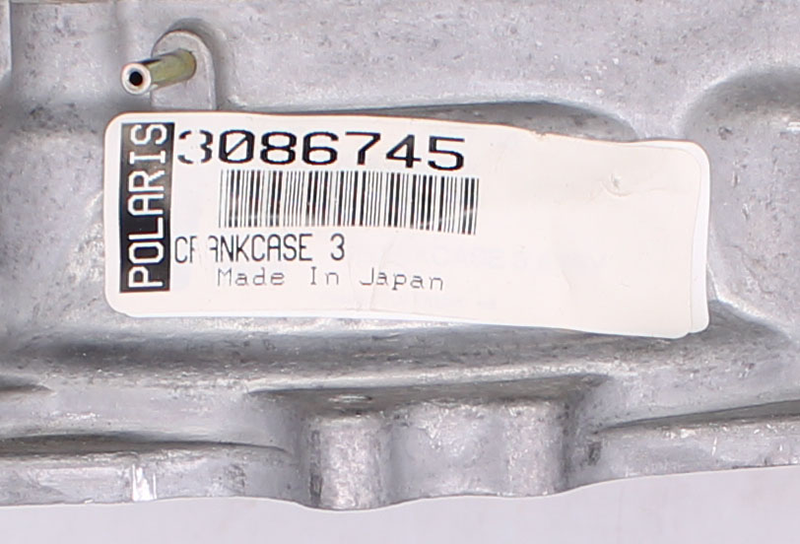 POLARIS
3086745
CRANKCASE 3
Made In Japan